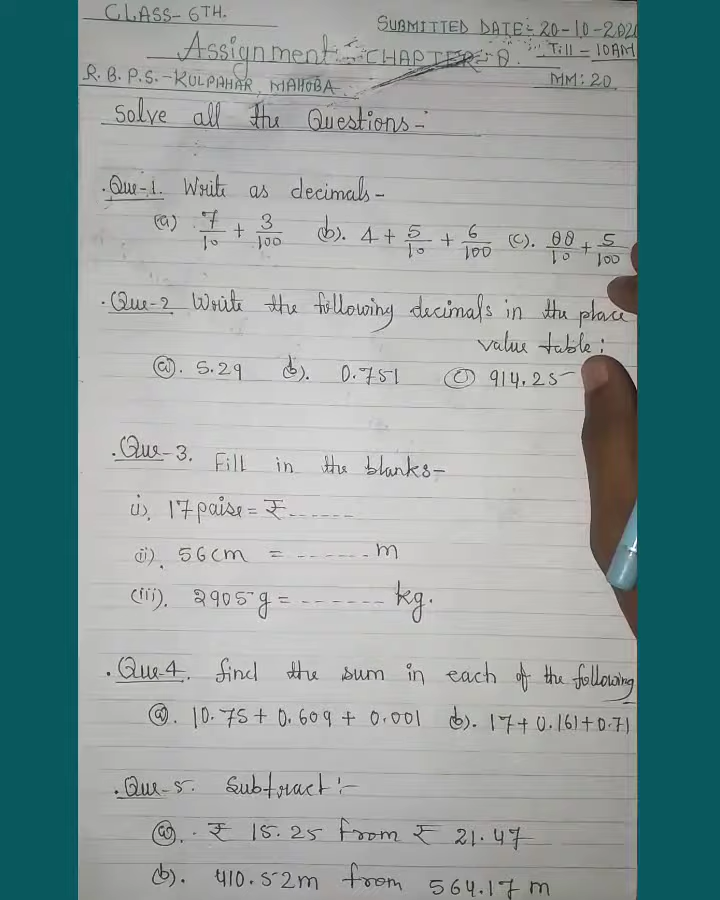 CLASS- 6TH.
SUBMITTED DATE:- 20-10-202
Assignment:- CHAPTER-8.
Till - 10AM
R.B.P.S.-KULPAHAR, MAHOBA.
MM: 20.
Solve all the Questions:-
Que-1. Write as decimals-
(a) 7/10 + 3/100 (b). 4 + 5/10 + 6/100 (c). 88/10 + 5/100
Que-2 Write the following decimals in the place
value table:
(a). 5.29 (b). 0.751 (c) 914.25
Que-3. Fill in the blanks-
(i). 17 paise = ₹ ......
(ii). 56cm = ------- m
(iii). 2905g = ------- kg.
Que-4. find the sum in each of the following
(a). 10.75 + 0.609 + 0.001 (b). 17+0.161+0.71
Que-5. Subtract:-
(a). ₹ 15.25 from ₹ 21.47
(b). 410.52m from 564.17 m